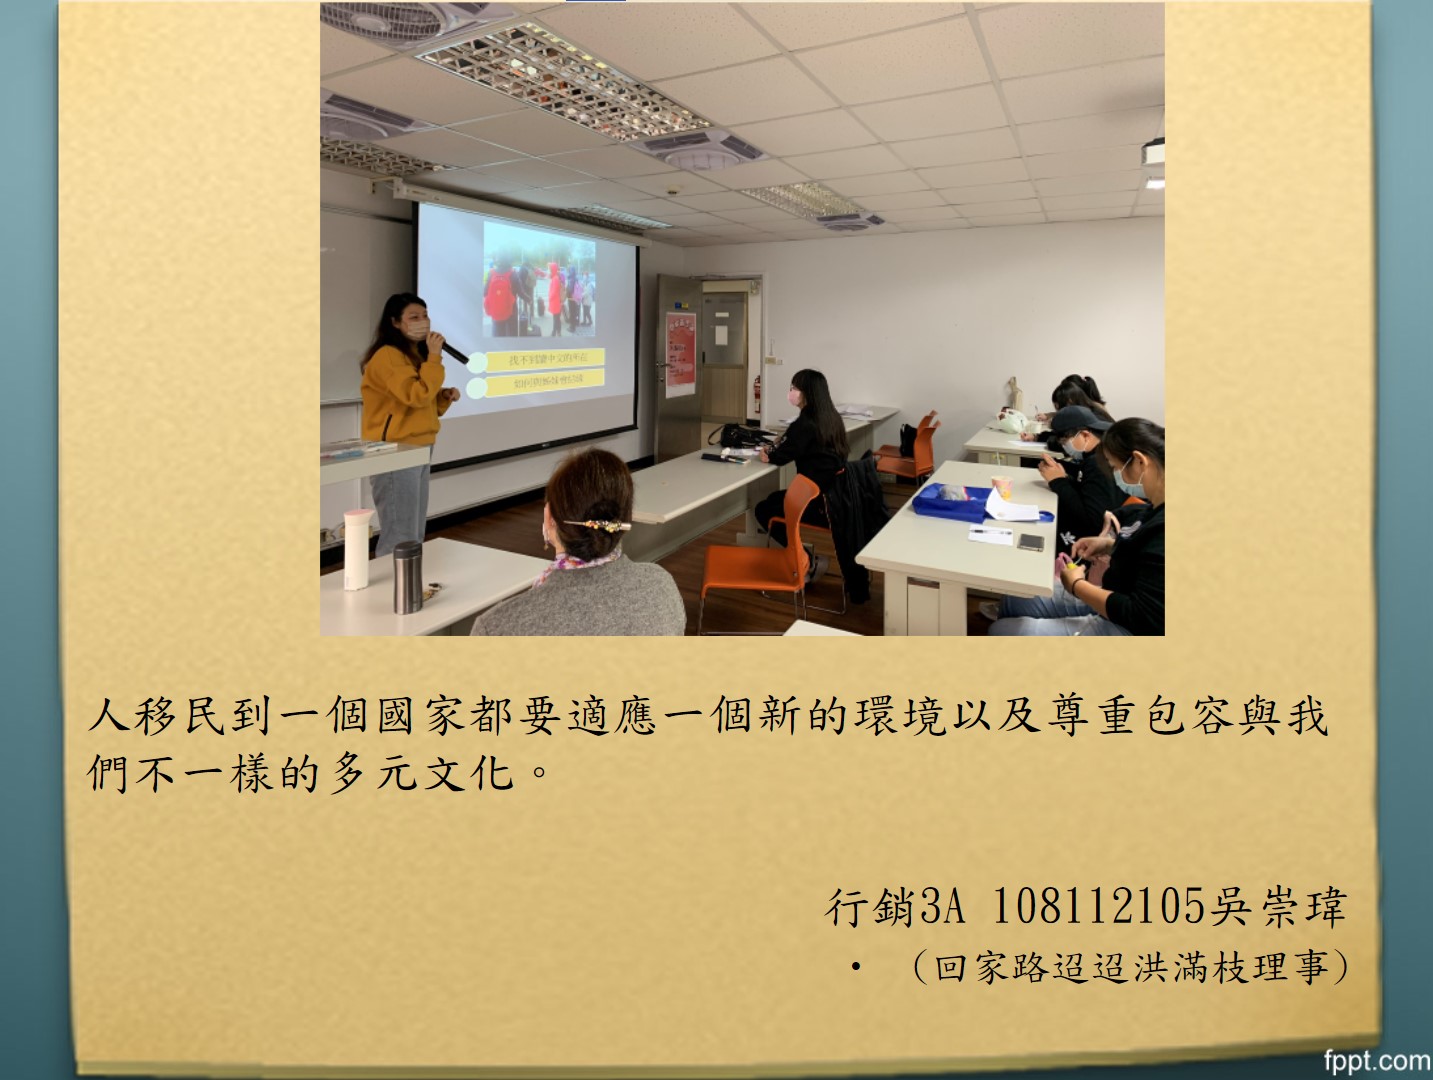 人移民到一個國家都要適應一個新的環境以及尊重包容與我
們不一樣的多元文化。
行銷3A 108112105吳崇瑋
• （回家路迢迢洪滿枝理事）
fppt.com